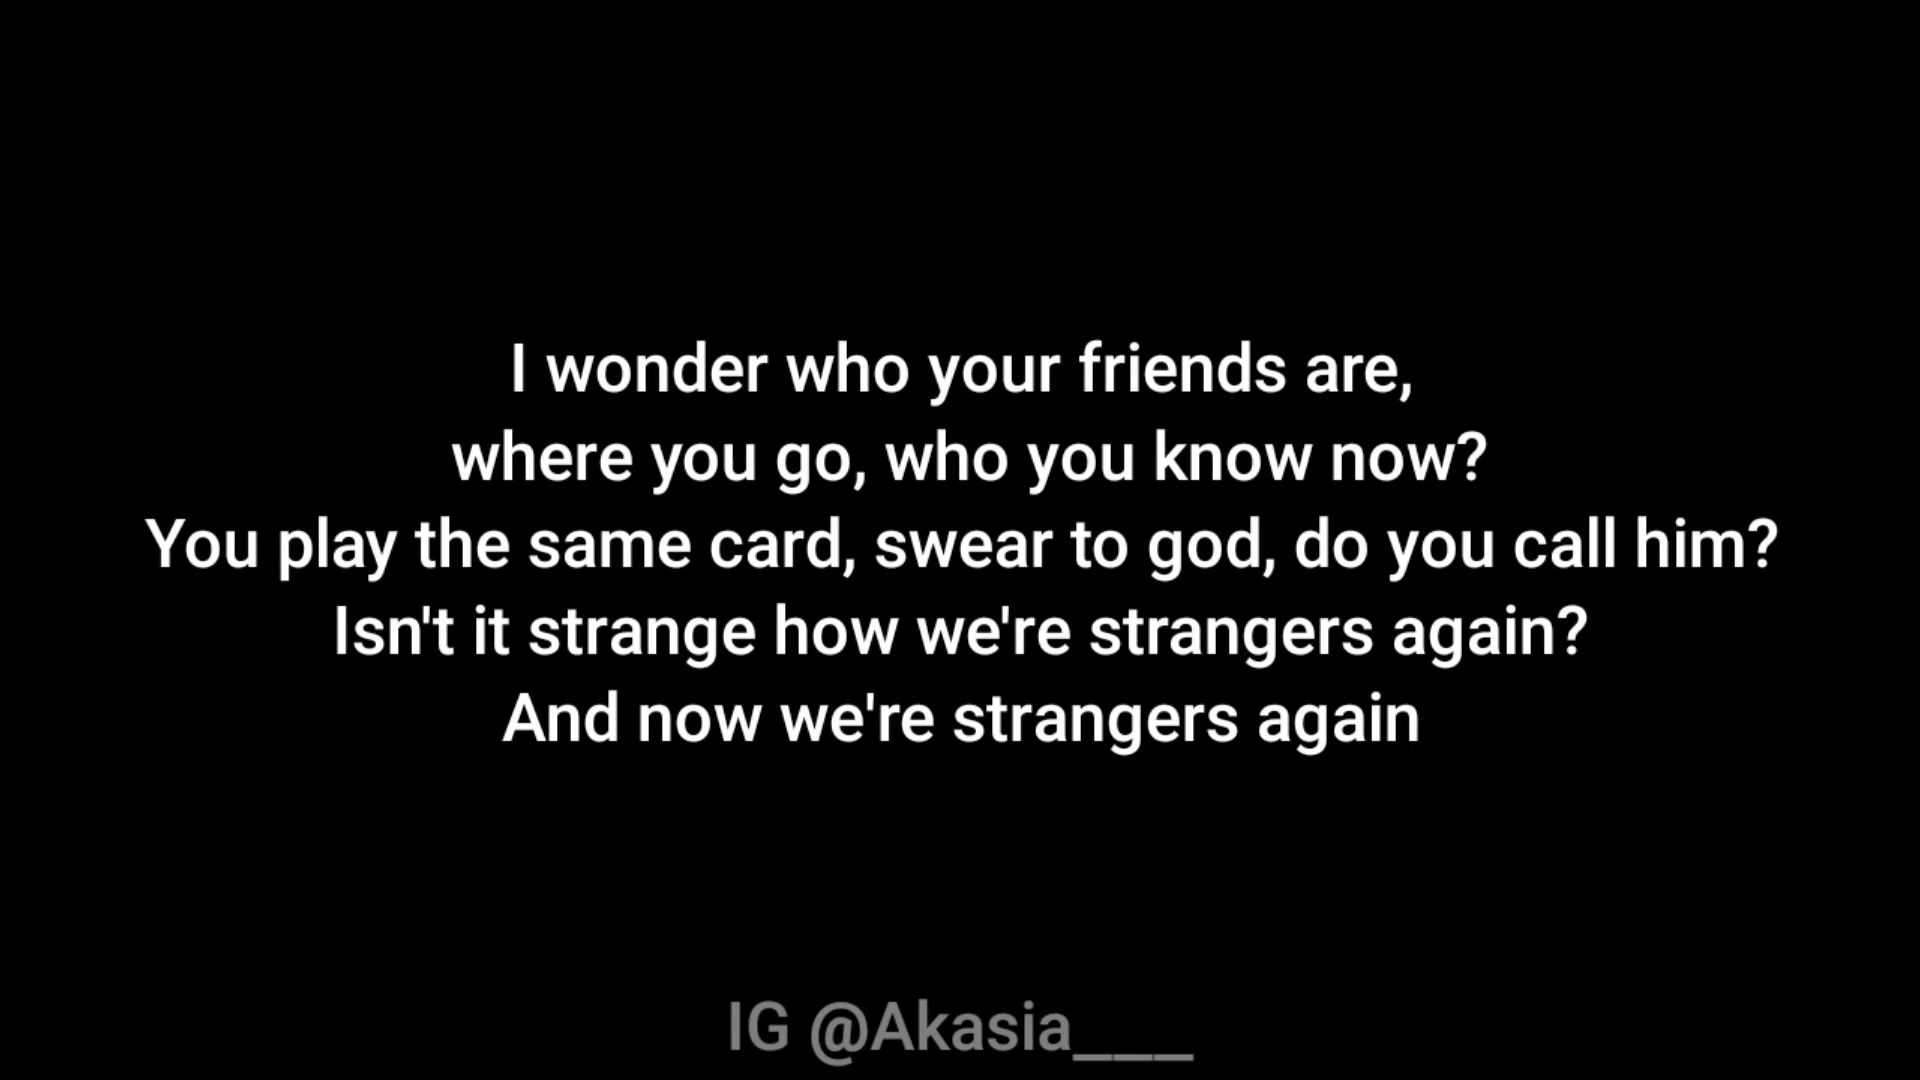 I wonder who your friends are,
where you go, who you know now?
You play the same card, swear to god, do you call him?
Isn't it strange how we're strangers again?
And now we're strangers again
IG @Akasia___